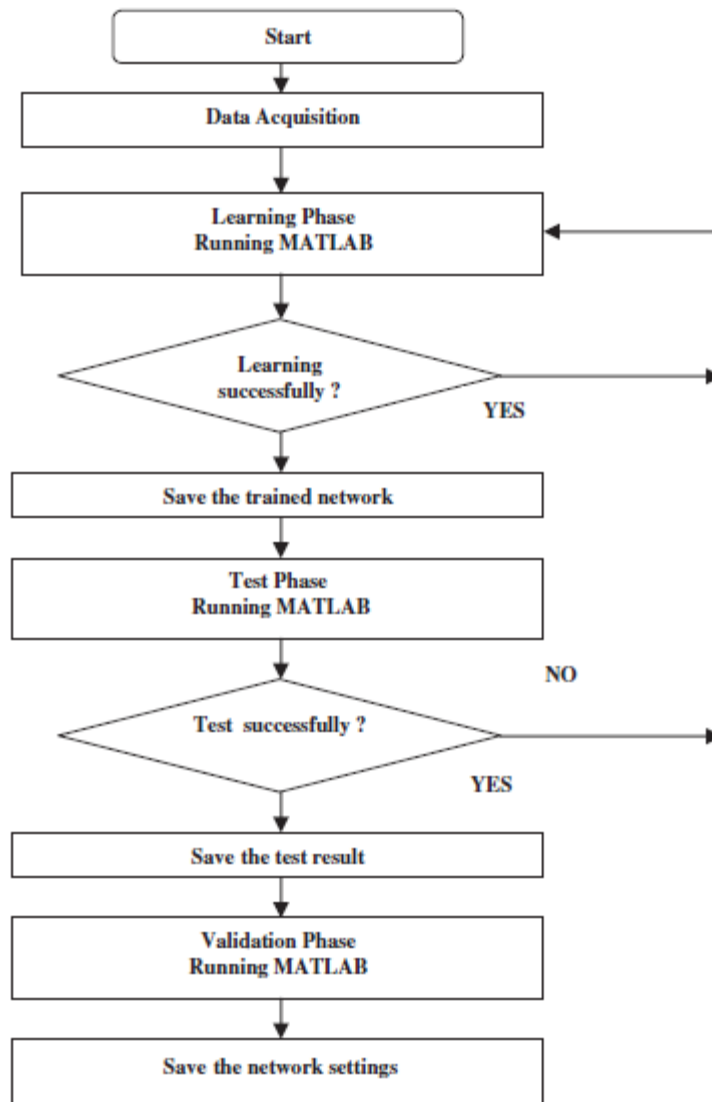 Start
Data Acquisition
Learning Phase
Running MATLAB
Learning
successfully ?
YES
Save the trained network
Test Phase
Running MATLAB
NO
Test successfully ?
YES
Save the test result
Validation Phase
Running MATLAB
Save the network settings